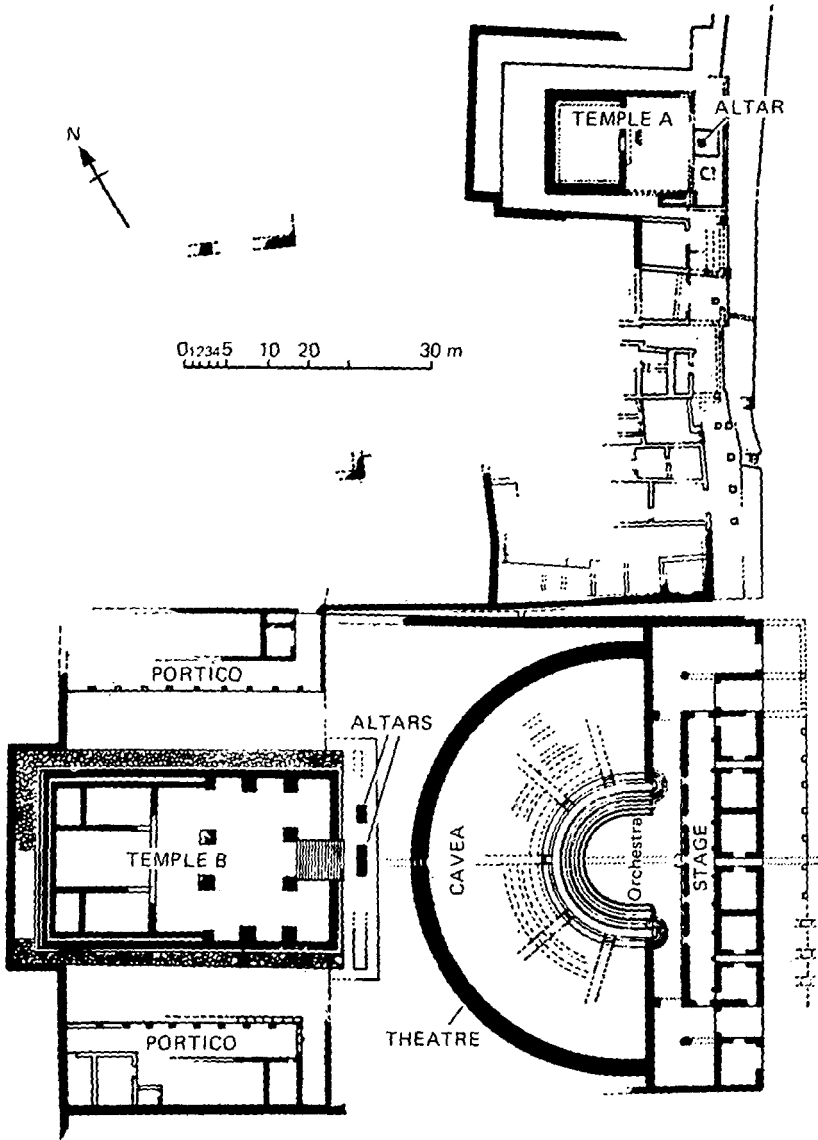 ALTAR
TEMPLE A
N
0 1 2 3 4 5 10 20 30 m
PORTICO
ALTARS
TEMPLE B
CAVEA
Orchestra
STAGE
THEATRE
PORTICO